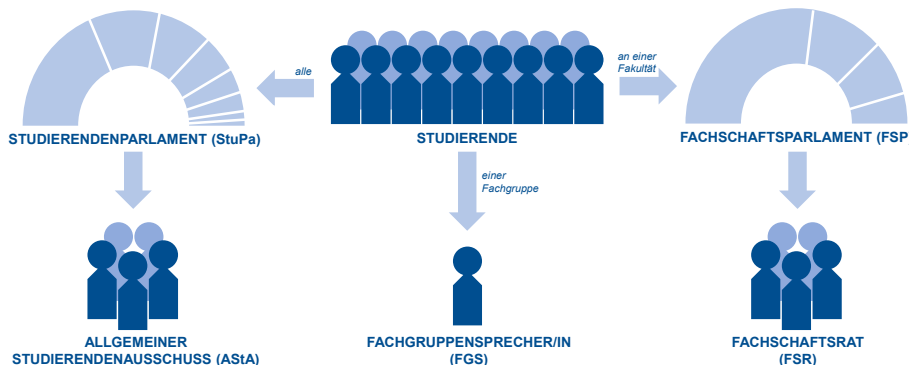 alle
an einer
Fakultät
STUDIERENDENPARLAMENT (StuPa)
STUDIERENDE
FACHSCHAFTSPARLAMENT (FSP
einer
Fachgruppe
ALLGEMEINER
STUDIERENDENAUSSCHUSS (AStA)
FACHGRUPPENSPRECHER/IN
(FGS)
FACHSCHAFTSRAT
(FSR)